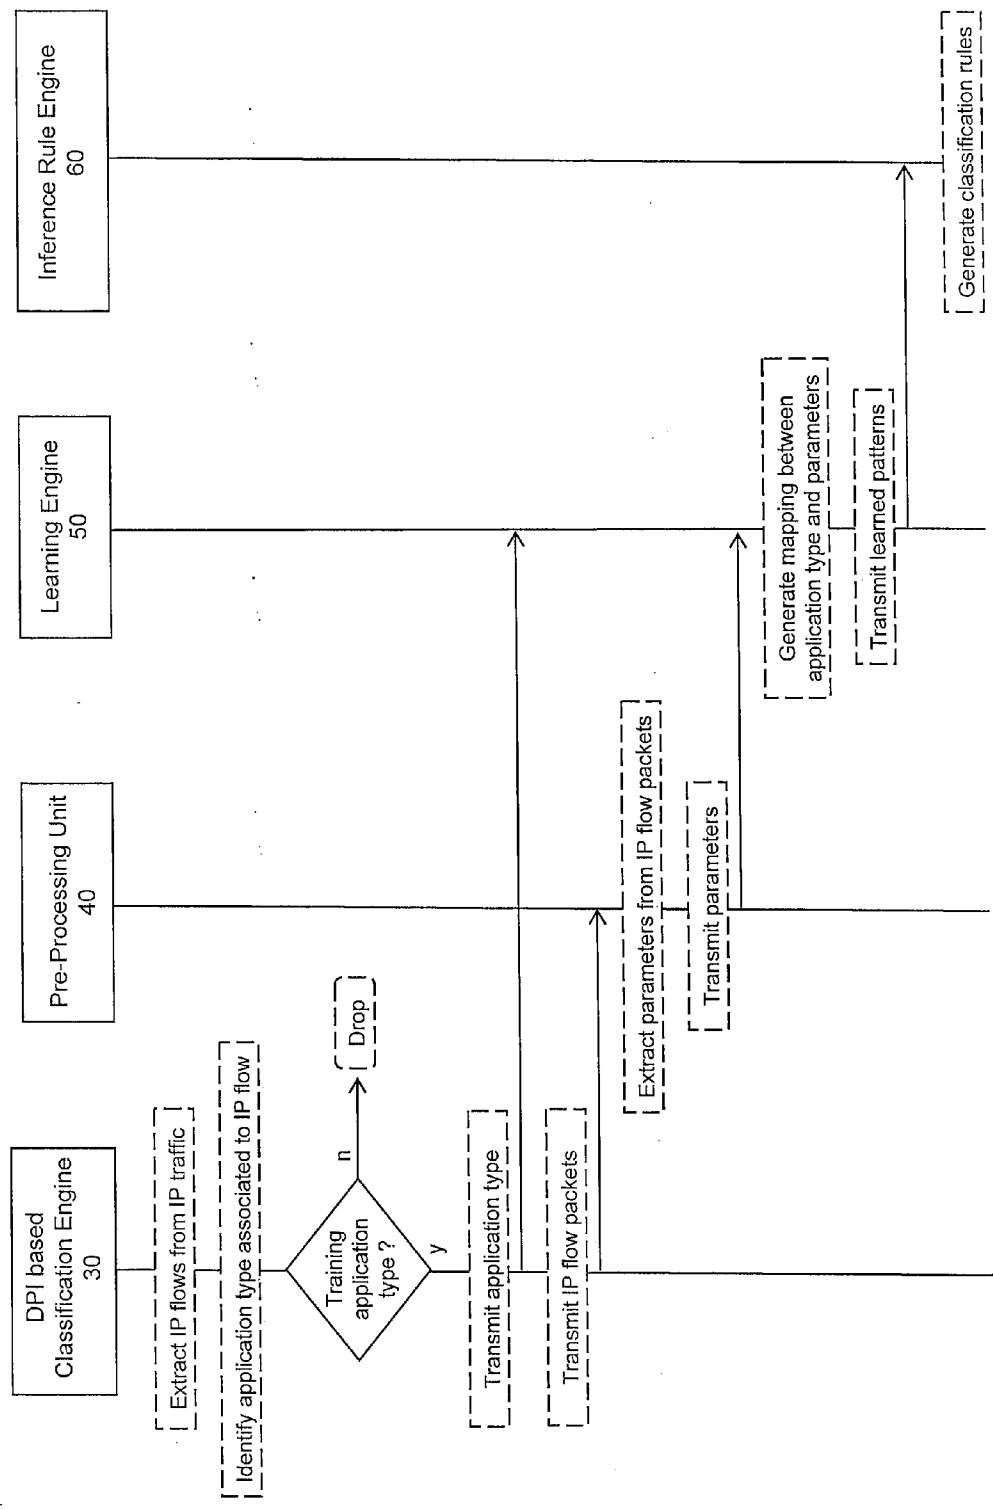 DPI based
Classification Engine
30
Pre-Processing Unit
40
Learning Engine
50
Inference Rule Engine
60
Extract IP flows from IP traffic
Identify application type associated to IP flow
Training
application
type ?
n
Drop
y
Transmit application type
Transmit IP flow packets
Extract parameters from IP flow packets
Transmit parameters
Generate mapping between
application type and parameters
Transmit learned patterns
Generate classification rules